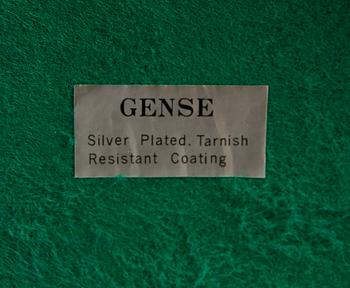 GENSE
Silver Plated. Tarnish
Resistant Coating